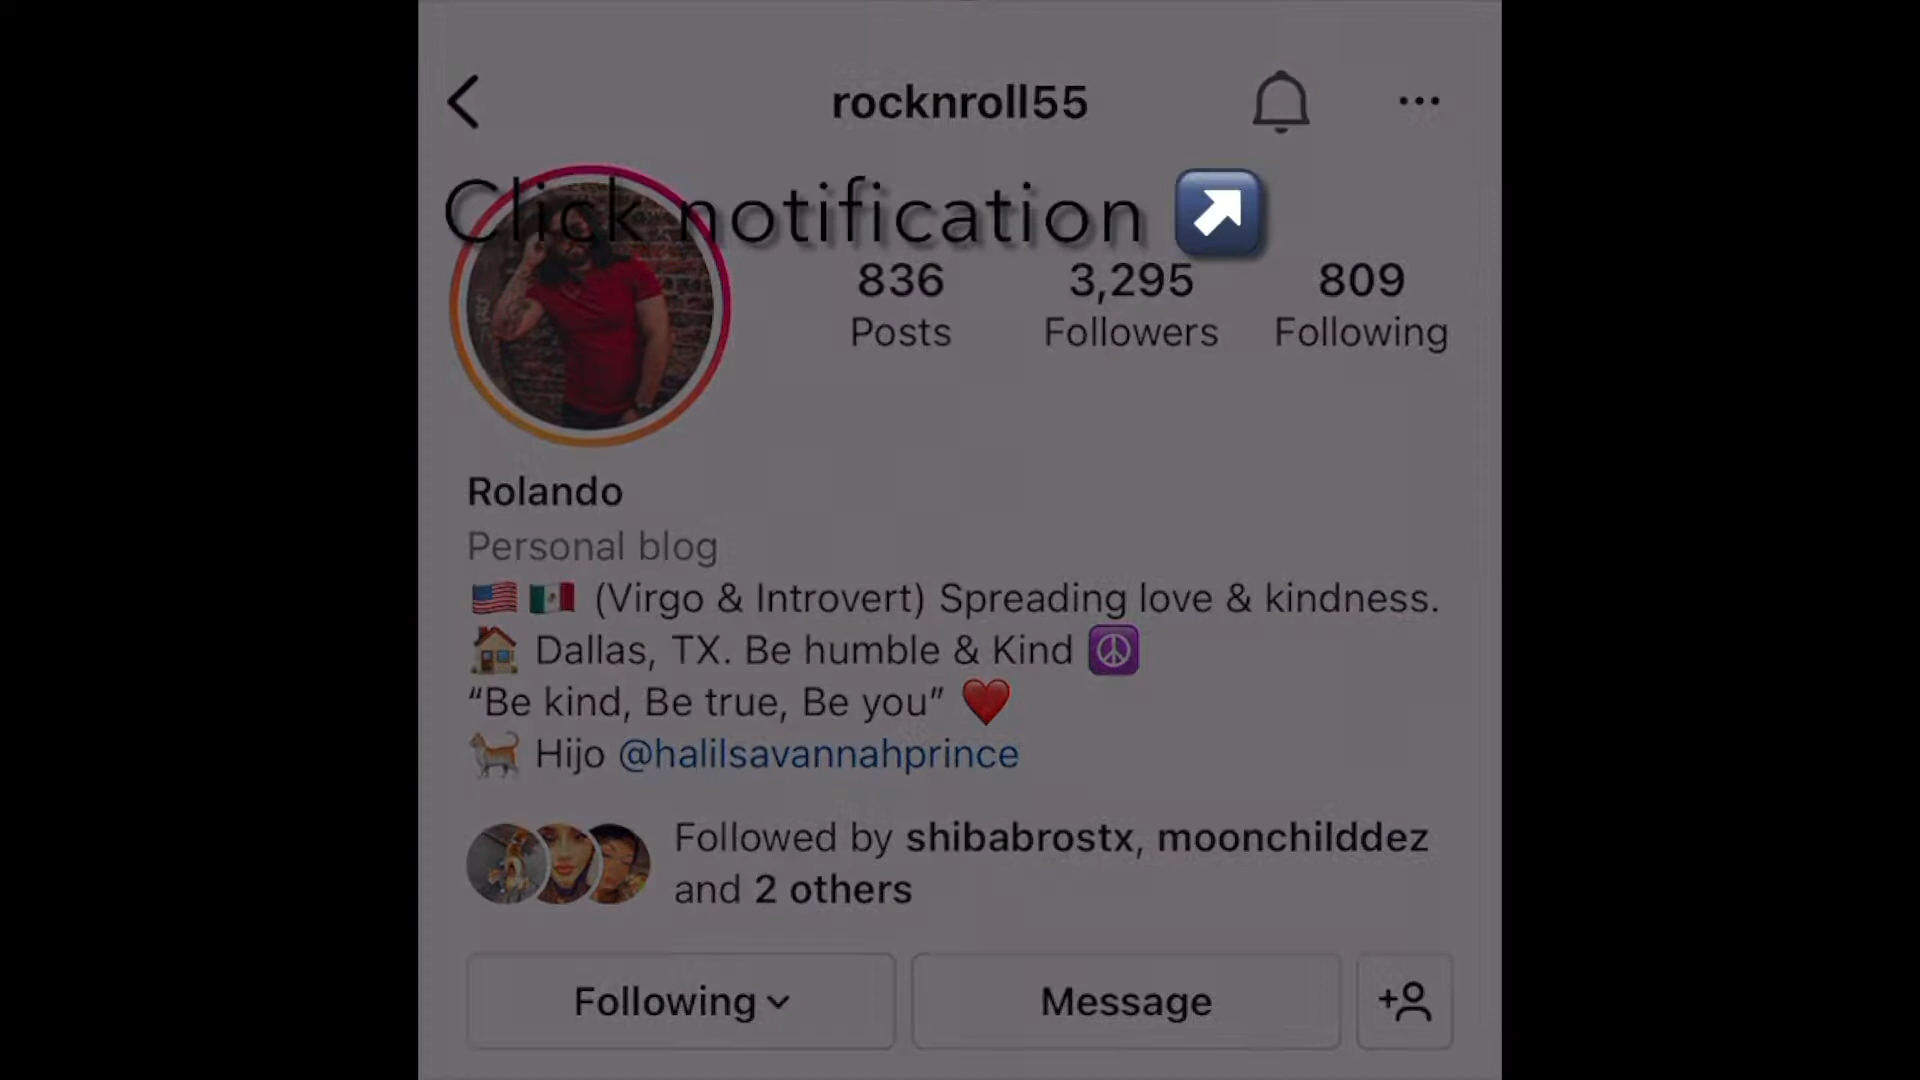 rocknroll55
Click notification
836 3,295 809
Posts Followers Following
Rolando
Personal blog
(Virgo & Introvert) Spreading love & kindness.
Dallas, TX. Be humble & Kind
“Be kind, Be true, Be you”
Hijo @halilsavannahprince
Followed by shibabrostx, moonchilddez
and 2 others
Following Message